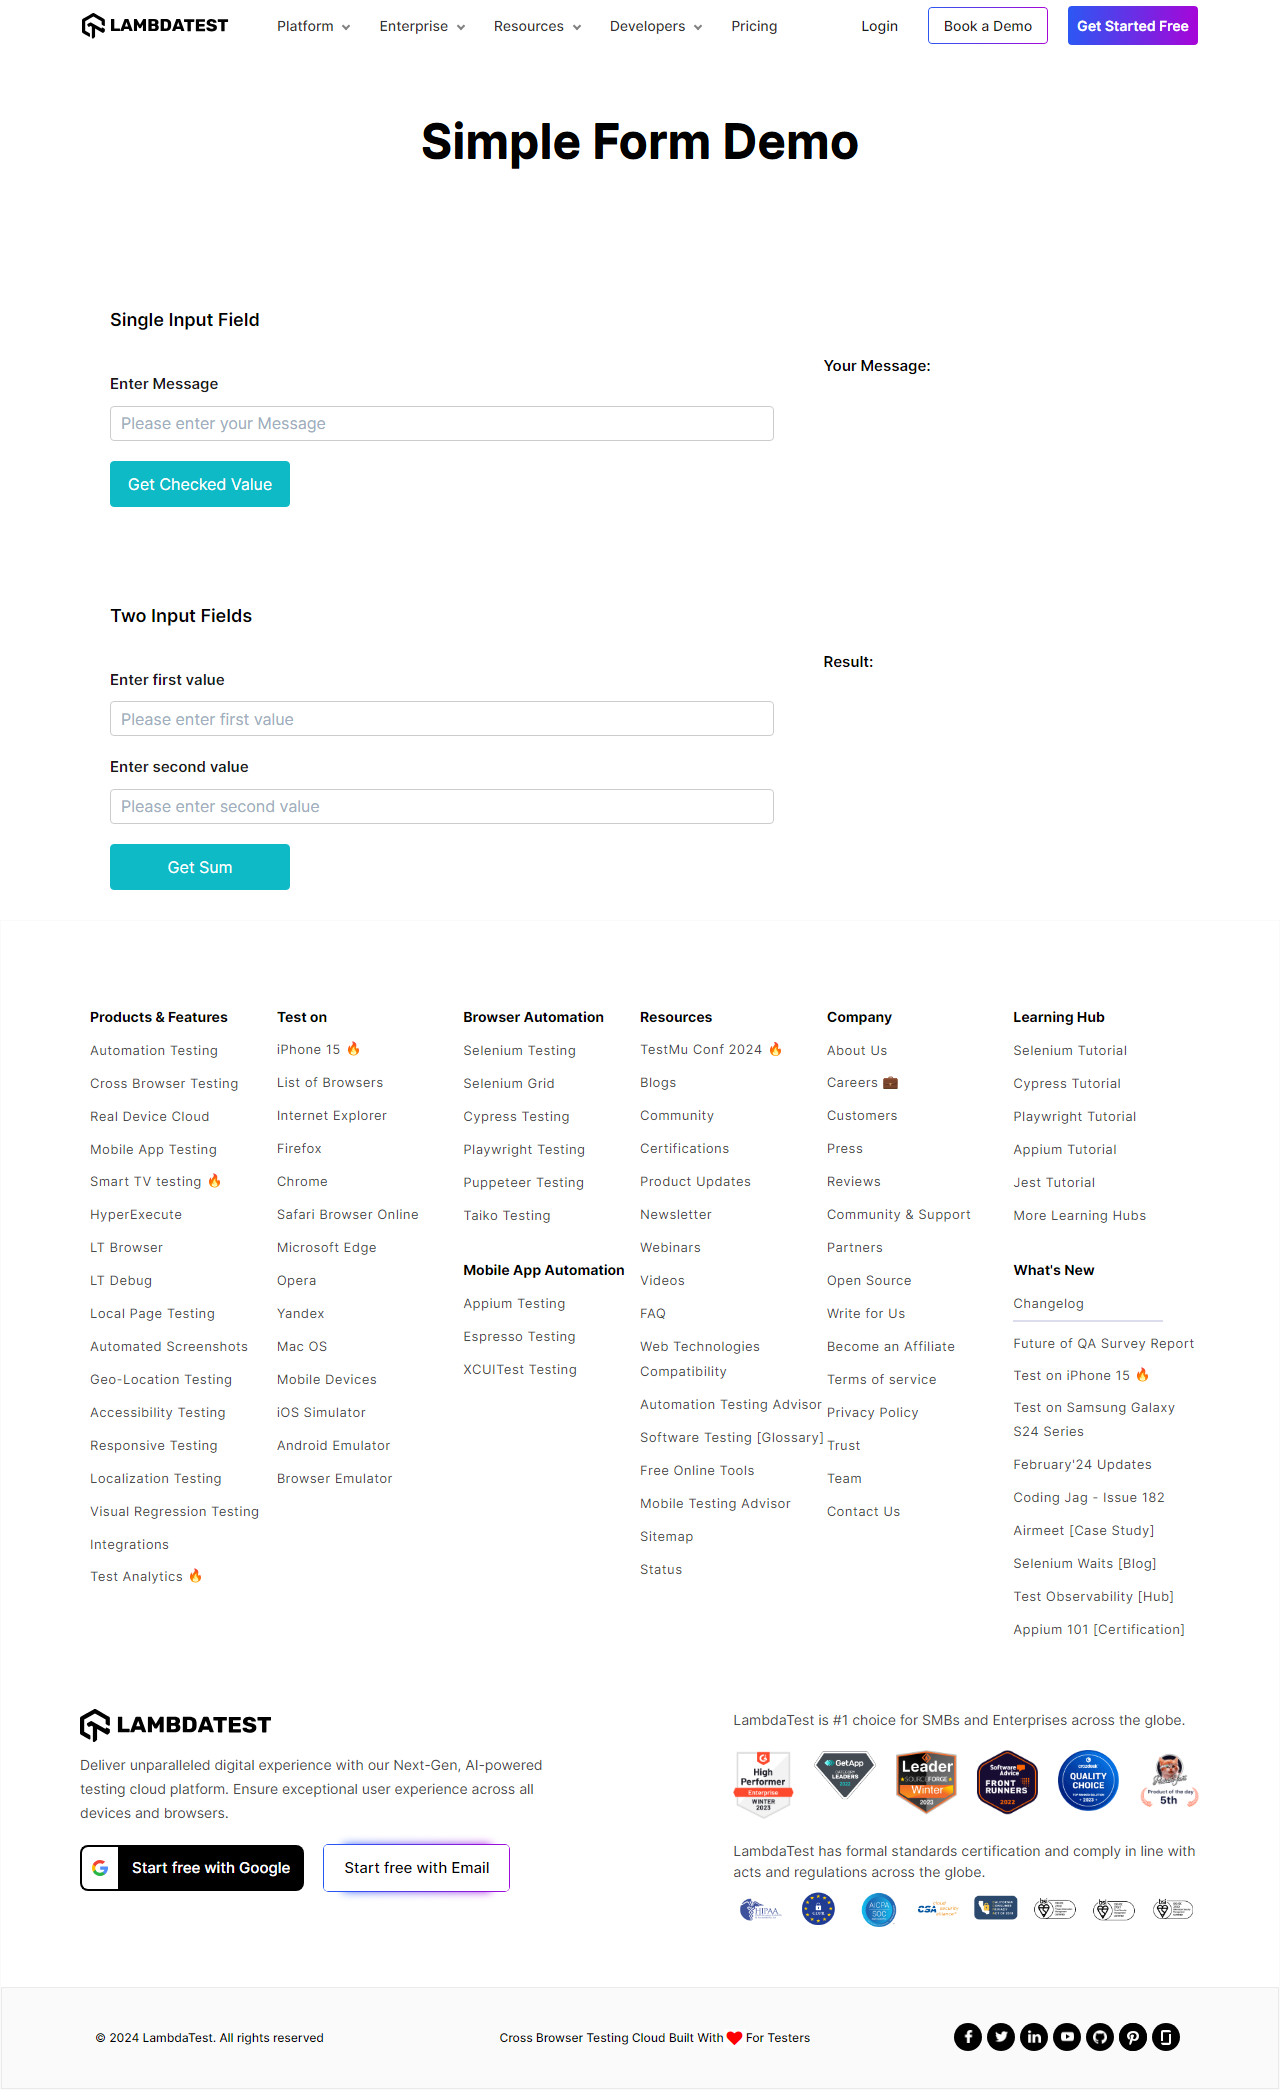 LAMBDATEST Platform Enterprise Resources Developers Pricing Login Book a Demo Get Started Free
Simple Form Demo
Single Input Field
Your Message:
Enter Message
Please enter your Message
Get Checked Value
Two Input Fields
Result:
Enter first value
Please enter first value
Enter second value
Please enter second value
Get Sum
Products & Features
Automation Testing
Cross Browser Testing
Real Device Cloud
Mobile App Testing
Smart TV testing 🔥
HyperExecute
LT Browser
LT Debug
Local Page Testing
Automated Screenshots
Geo-Location Testing
Accessibility Testing
Responsive Testing
Localization Testing
Visual Regression Testing
Integrations
Test Analytics 🔥
Test on
iPhone 15 🔥
List of Browsers
Internet Explorer
Firefox
Chrome
Safari Browser Online
Microsoft Edge
Opera
Yandex
Mac OS
Mobile Devices
iOS Simulator
Android Emulator
Browser Emulator
Browser Automation
Selenium Testing
Selenium Grid
Cypress Testing
Playwright Testing
Puppeteer Testing
Taiko Testing
Mobile App Automation
Appium Testing
Espresso Testing
XCUITest Testing
Resources
TestMu Conf 2024 🔥
Blogs
Community
Certifications
Product Updates
Newsletter
Webinars
Videos
FAQ
Web Technologies
Compatibility
Automation Testing Advisor
Software Testing [Glossary]
Free Online Tools
Mobile Testing Advisor
Sitemap
Status
Company
About Us
Careers 💼
Customers
Press
Reviews
Community & Support
Partners
Open Source
Write for Us
Become an Affiliate
Terms of service
Privacy Policy
Trust
Team
Contact Us
Learning Hub
Selenium Tutorial
Cypress Tutorial
Playwright Tutorial
Appium Tutorial
Jest Tutorial
More Learning Hubs
What's New
Changelog
Future of QA Survey Report
Test on iPhone 15 🔥
Test on Samsung Galaxy
S24 Series
February'24 Updates
Coding Jag - Issue 182
Airmeet [Case Study]
Selenium Waits [Blog]
Test Observability [Hub]
Appium 101 [Certification]
LAMBDATEST
Deliver unparalleled digital experience with our Next-Gen, AI-powered
testing cloud platform. Ensure exceptional user experience across all
devices and browsers.
Start free with Google
Start free with Email
LambdaTest is #1 choice for SMBs and Enterprises across the globe.
High
Performer
Enterprise
WINTER
2023
GetApp
LEADERS
2022
Leader
SOURCEFORGE
Winter
2023
Software
Advice
FRONT
RUNNERS
2022
crozdesk
QUALITY
CHOICE
2023
Product of the day
5th
LambdaTest has formal standards certification and comply in line with
acts and regulations across the globe.
HIPAA
AICPA
SOC
CSA
bsi
bsi
bsi
© 2024 LambdaTest. All rights reserved
Cross Browser Testing Cloud Built With ❤ For Testers